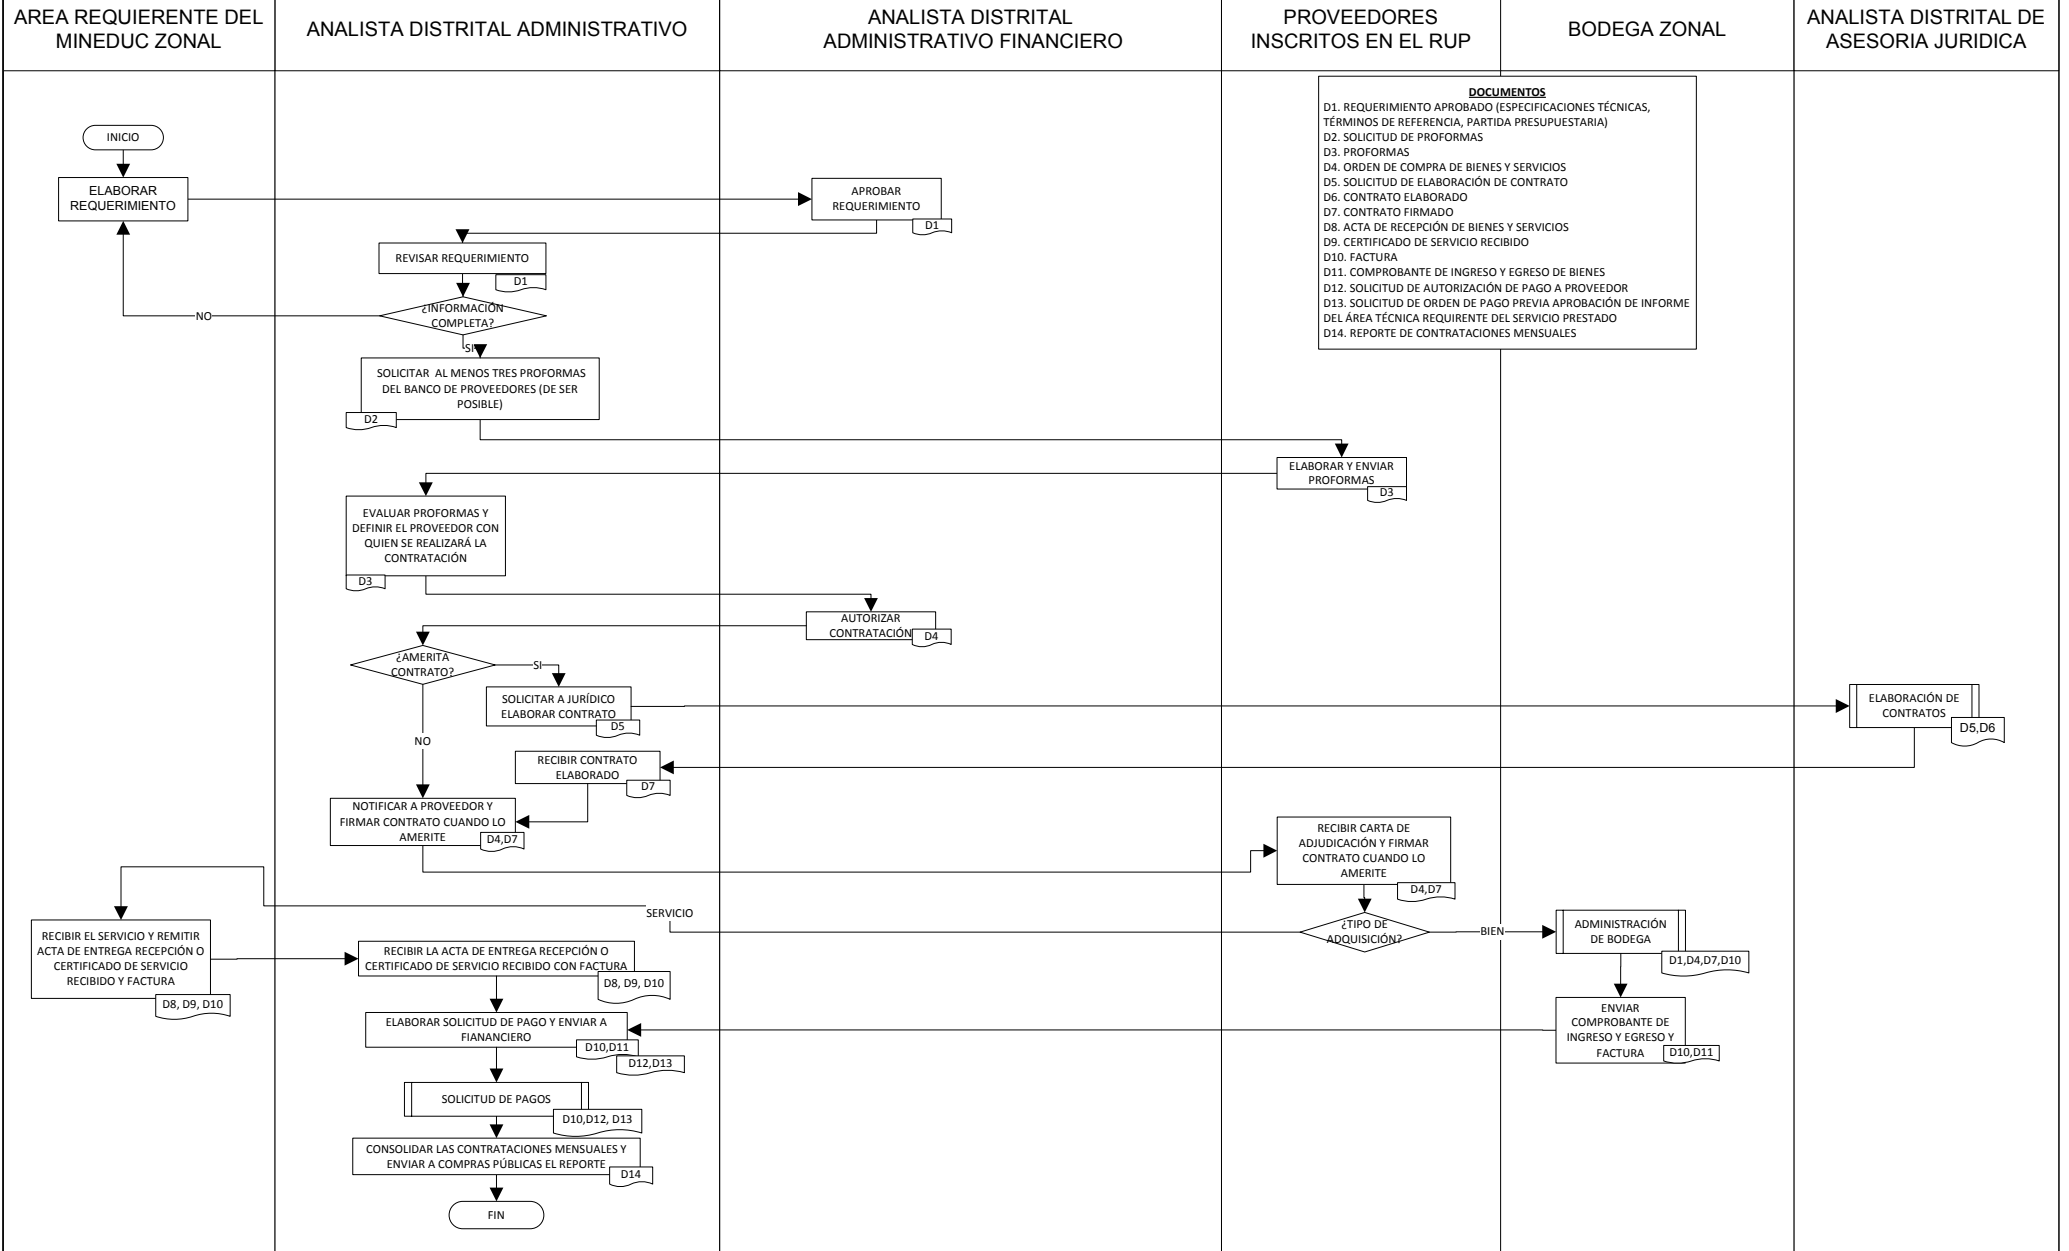 AREA REQUIERENTE DEL
MINEDUC ZONAL
ANALISTA DISTRITAL ADMINISTRATIVO
ANALISTA DISTRITAL
ADMINISTRATIVO FINANCIERO
PROVEEDORES
INSCRITOS EN EL RUP
BODEGA ZONAL
ANALISTA DISTRITAL DE
ASESORIA JURIDICA
DOCUMENTOS
D1. REQUERIMIENTO APROBADO (ESPECIFICACIONES TÉCNICAS,
TÉRMINOS DE REFERENCIA, PARTIDA PRESUPUESTARIA)
D2. SOLICITUD DE PROFORMAS
D3. PROFORMAS
D4. ORDEN DE COMPRA DE BIENES Y SERVICIOS
D5. SOLICITUD DE ELABORACIÓN DE CONTRATO
D6. CONTRATO ELABORADO
D7. CONTRATO FIRMADO
D8. ACTA DE RECEPCIÓN DE BIENES Y SERVICIOS
D9. CERTIFICADO DE SERVICIO RECIBIDO
D10. FACTURA
D11. COMPROBANTE DE INGRESO Y EGRESO DE BIENES
D12. SOLICITUD DE AUTORIZACIÓN DE PAGO A PROVEEDOR
D13. SOLICITUD DE ORDEN DE PAGO PREVIA APROBACIÓN DE INFORME
DEL ÁREA TÉCNICA REQUIRENTE DEL SERVICIO PRESTADO
D14. REPORTE DE CONTRATACIONES MENSUALES
INICIO
ELABORAR
REQUERIMIENTO
APROBAR
REQUERIMIENTO
D1
REVISAR REQUERIMIENTO
D1
¿INFORMACIÓN
COMPLETA?
NO
SI
SOLICITAR AL MENOS TRES PROFORMAS
DEL BANCO DE PROVEEDORES (DE SER
POSIBLE)
D2
ELABORAR Y ENVIAR
PROFORMAS
D3
EVALUAR PROFORMAS Y
DEFINIR EL PROVEEDOR CON
QUIEN SE REALIZARÁ LA
CONTRATACIÓN
D3
AUTORIZAR
CONTRATACIÓN
D4
¿AMERITA
CONTRATO?
SI
SOLICITAR A JURÍDICO
ELABORAR CONTRATO
D5
ELABORACIÓN DE
CONTRATOS
D5,D6
NO
RECIBIR CONTRATO
ELABORADO
D7
NOTIFICAR A PROVEEDOR Y
FIRMAR CONTRATO CUANDO LO
AMERITE
D4,D7
RECIBIR CARTA DE
ADJUDICACIÓN Y FIRMAR
CONTRATO CUANDO LO
AMERITE
D4,D7
¿TIPO DE
ADQUISICIÓN?
SERVICIO
BIEN
ADMINISTRACIÓN
DE BODEGA
D1,D4,D7,D10
RECIBIR EL SERVICIO Y REMITIR
ACTA DE ENTREGA RECEPCIÓN O
CERTIFICADO DE SERVICIO
RECIBIDO Y FACTURA
D8, D9, D10
RECIBIR LA ACTA DE ENTREGA RECEPCIÓN O
CERTIFICADO DE SERVICIO RECIBIDO CON FACTURA
D8, D9, D10
ENVIAR
COMPROBANTE DE
INGRESO Y EGRESO Y
FACTURA
D10,D11
ELABORAR SOLICITUD DE PAGO Y ENVIAR A
FIANANCIERO
D10,D11
D12,D13
SOLICITUD DE PAGOS
D10,D12, D13
CONSOLIDAR LAS CONTRATACIONES MENSUALES Y
ENVIAR A COMPRAS PÚBLICAS EL REPORTE
D14
FIN